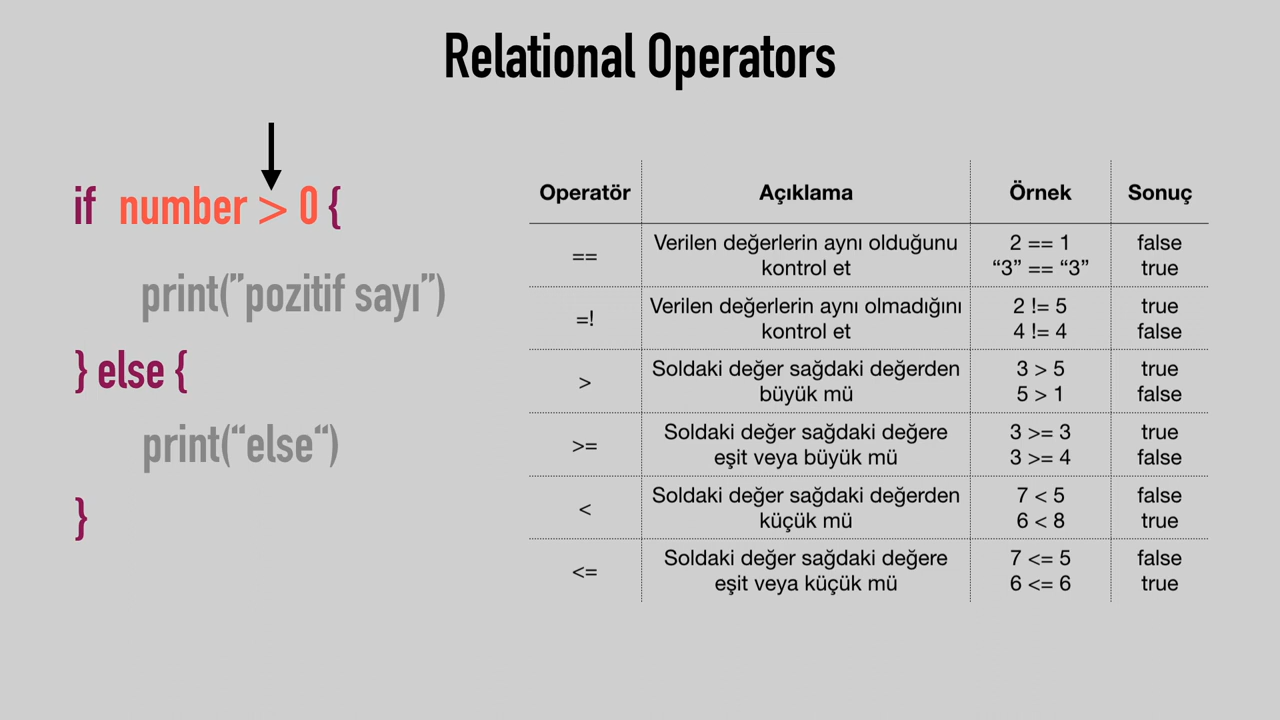 Relational Operators
if number > 0 {
print(”pozitif sayı”)
} else {
print(“else“)
}
Operatör Açıklama Örnek Sonuç
== Verilen değerlerin aynı olduğunu kontrol et 2 == 1 false
“3” == “3” true
=! Verilen değerlerin aynı olmadığını kontrol et 2 != 5 true
4 != 4 false
> Soldaki değer sağdaki değerden büyük mü 3 > 5 true
5 > 1 false
>= Soldaki değer sağdaki değere eşit veya büyük mü 3 >= 3 true
3 >= 4 false
< Soldaki değer sağdaki değerden küçük mü 7 < 5 false
6 < 8 true
<= Soldaki değer sağdaki değere eşit veya küçük mü 7 <= 5 false
6 <= 6 true